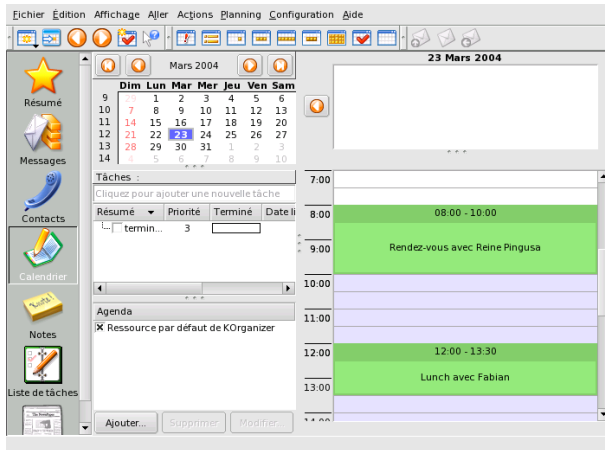 Fichier Édition Affichage Aller Actions Planning Configuration Aide
Résumé
Messages
Contacts
Calendrier
Notes
Liste de tâches
Mars 2004
Dim Lun Mar Mer Jeu Ven Sam
9 29 1 2 3 4 5 6
10 7 8 9 10 11 12 13
11 14 15 16 17 18 19 20
12 21 22 23 24 25 26 27
13 28 29 30 31 1 2 3
14 4 5 6 7 8 9 10
Tâches :
Cliquez pour ajouter une nouvelle tâche
Résumé Priorité Terminé Date li
termin... 3
Agenda
Ressource par défaut de KOrganizer
Ajouter... Supprimer Modifier...
23 Mars 2004
7:00
8:00
08:00 - 10:00
9:00
Rendez-vous avec Reine Pingusa
10:00
11:00
12:00
12:00 - 13:30
Lunch avec Fabian
13:00
14:00